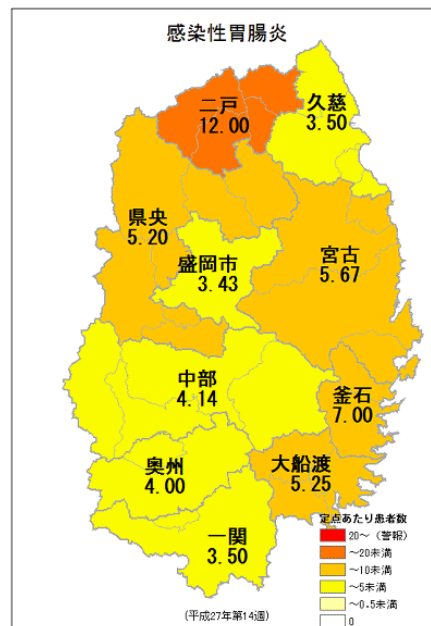 感染性胃腸炎
二戸
12.00
久慈
3.50
県央
5.20
盛岡市
3.43
宮古
5.67
中部
4.14
釜石
7.00
奥州
4.00
大船渡
5.25
一関
3.50
定点あたり患者数
20～（警報）
～20未満
～10未満
～5未満
～0.5未満
0
(平成27年第14週)